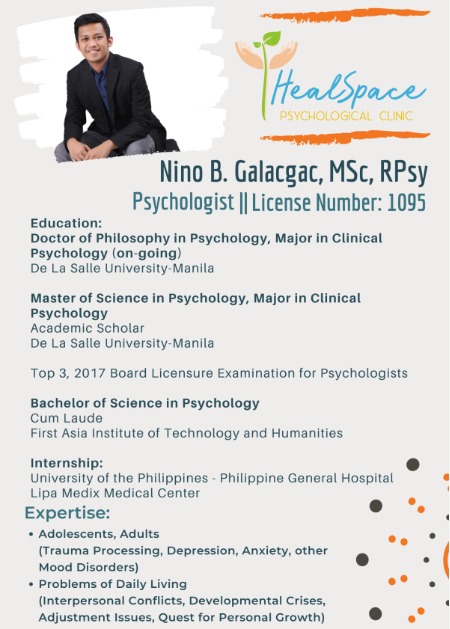 HealSpace
PSYCHOLOGICAL CLINIC
Nino B. Galacgac, MSc, RPsy
Psychologist || License Number: 1095
Education:
Doctor of Philosophy in Psychology, Major in Clinical
Psychology (on-going)
De La Salle University-Manila
Master of Science in Psychology, Major in Clinical
Psychology
Academic Scholar
De La Salle University-Manila
Top 3, 2017 Board Licensure Examination for Psychologists
Bachelor of Science in Psychology
Cum Laude
First Asia Institute of Technology and Humanities
Internship:
University of the Philippines - Philippine General Hospital
Lipa Medix Medical Center
Expertise:
• Adolescents, Adults
(Trauma Processing, Depression, Anxiety, other
Mood Disorders)
• Problems of Daily Living
(Interpersonal Conflicts, Developmental Crises,
Adjustment Issues, Quest for Personal Growth)